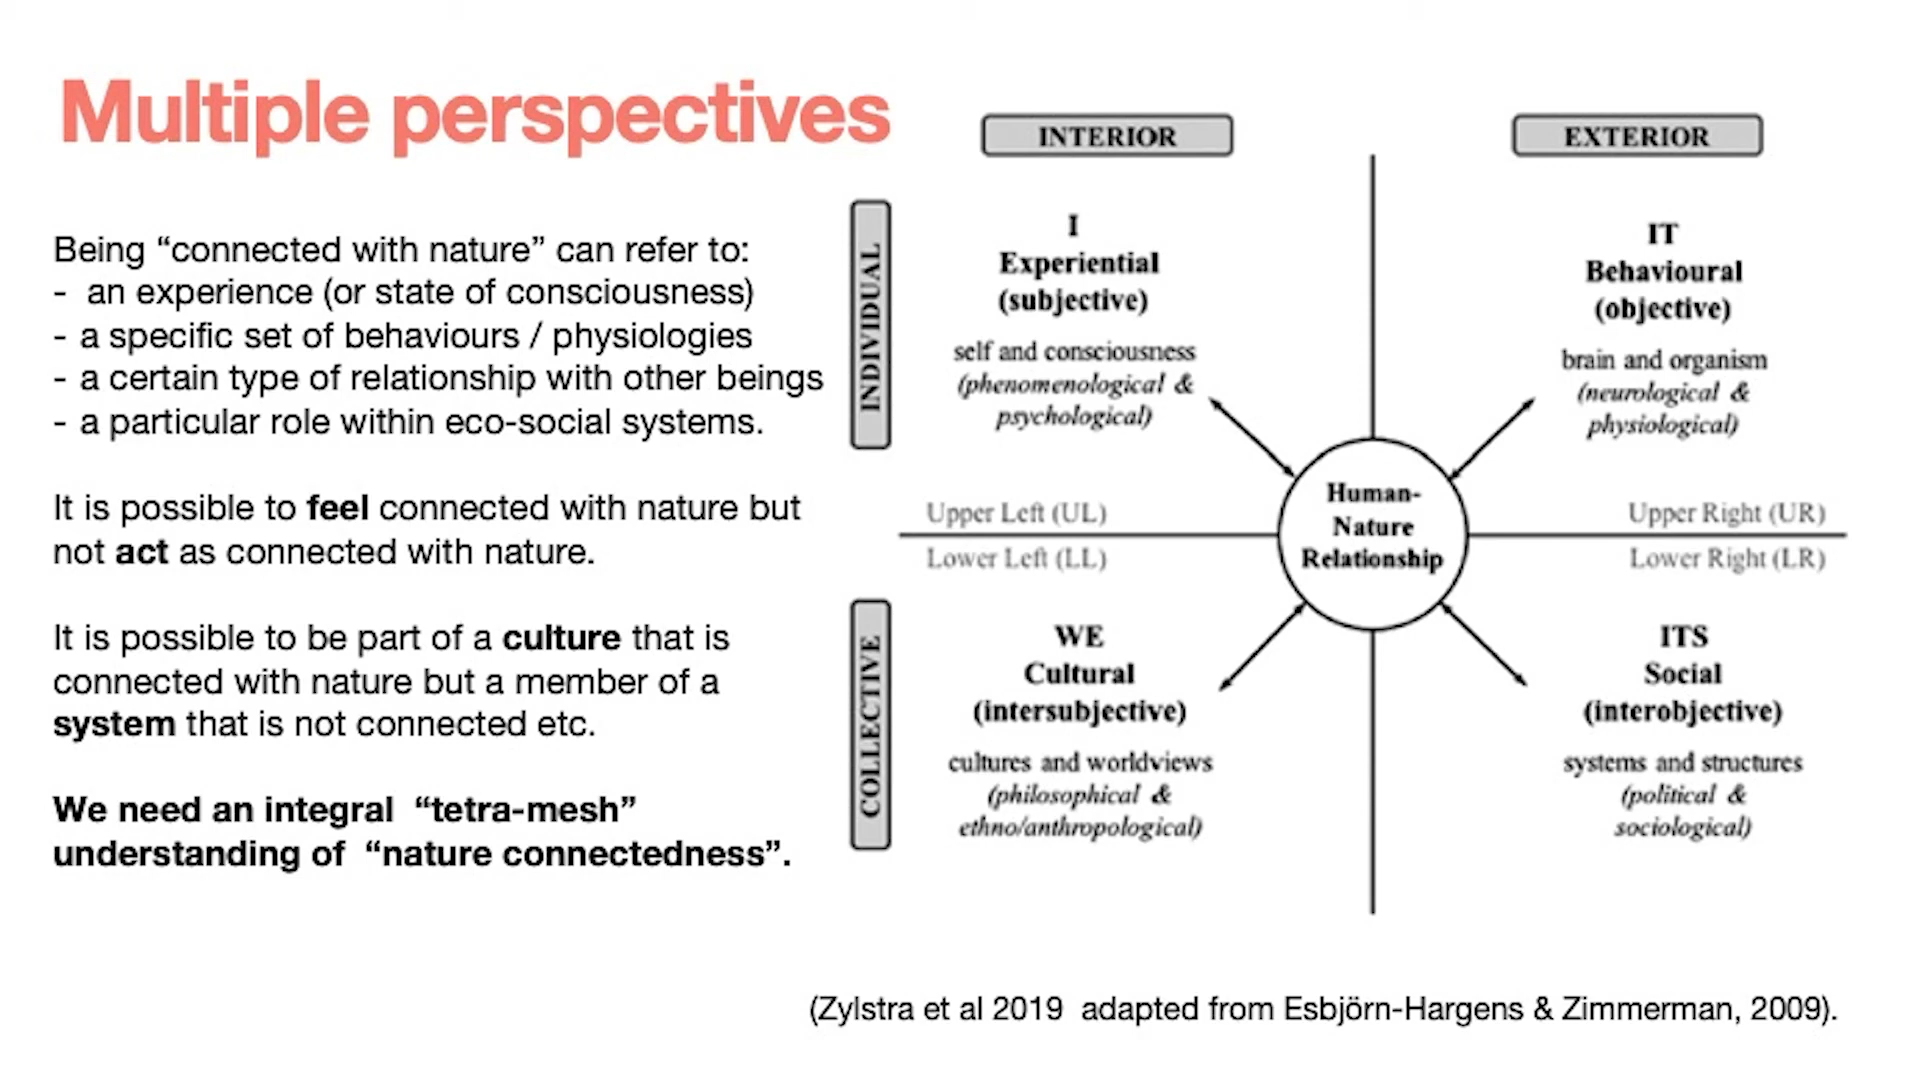 Multiple perspectives
Being “connected with nature” can refer to:
- an experience (or state of consciousness)
- a specific set of behaviours / physiologies
- a certain type of relationship with other beings
- a particular role within eco-social systems.
It is possible to feel connected with nature but
not act as connected with nature.
It is possible to be part of a culture that is
connected with nature but a member of a
system that is not connected etc.
We need an integral “tetra-mesh”
understanding of “nature connectedness”.
INTERIOR
EXTERIOR
INDIVIDUAL
I
Experiential
(subjective)
self and consciousness
(phenomenological &
psychological)
IT
Behavioural
(objective)
brain and organism
(neurological &
physiological)
Upper Left (UL)
Upper Right (UR)
Human-
Nature
Relationship
Lower Left (LL)
Lower Right (LR)
COLLECTIVE
WE
Cultural
(intersubjective)
cultures and worldviews
(philosophical &
ethno/anthropological)
ITS
Social
(interobjective)
systems and structures
(political &
sociological)
(Zylstra et al 2019 adapted from Esbjörn-Hargens & Zimmerman, 2009).